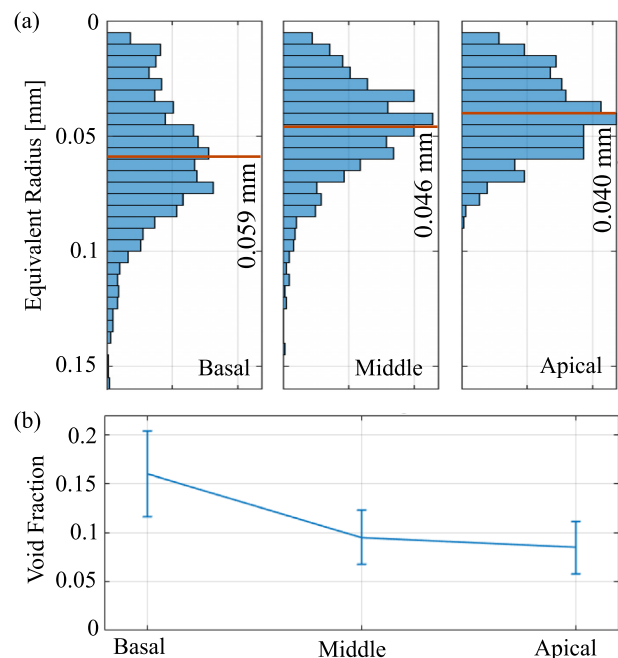 (a)
0
0.05
0.1
0.15
Equivalent Radius [mm]
0.059 mm
Basal
0.046 mm
Middle
0.040 mm
Apical
(b)
0.2
0.15
0.1
0.05
0
Void Fraction
Basal
Middle
Apical